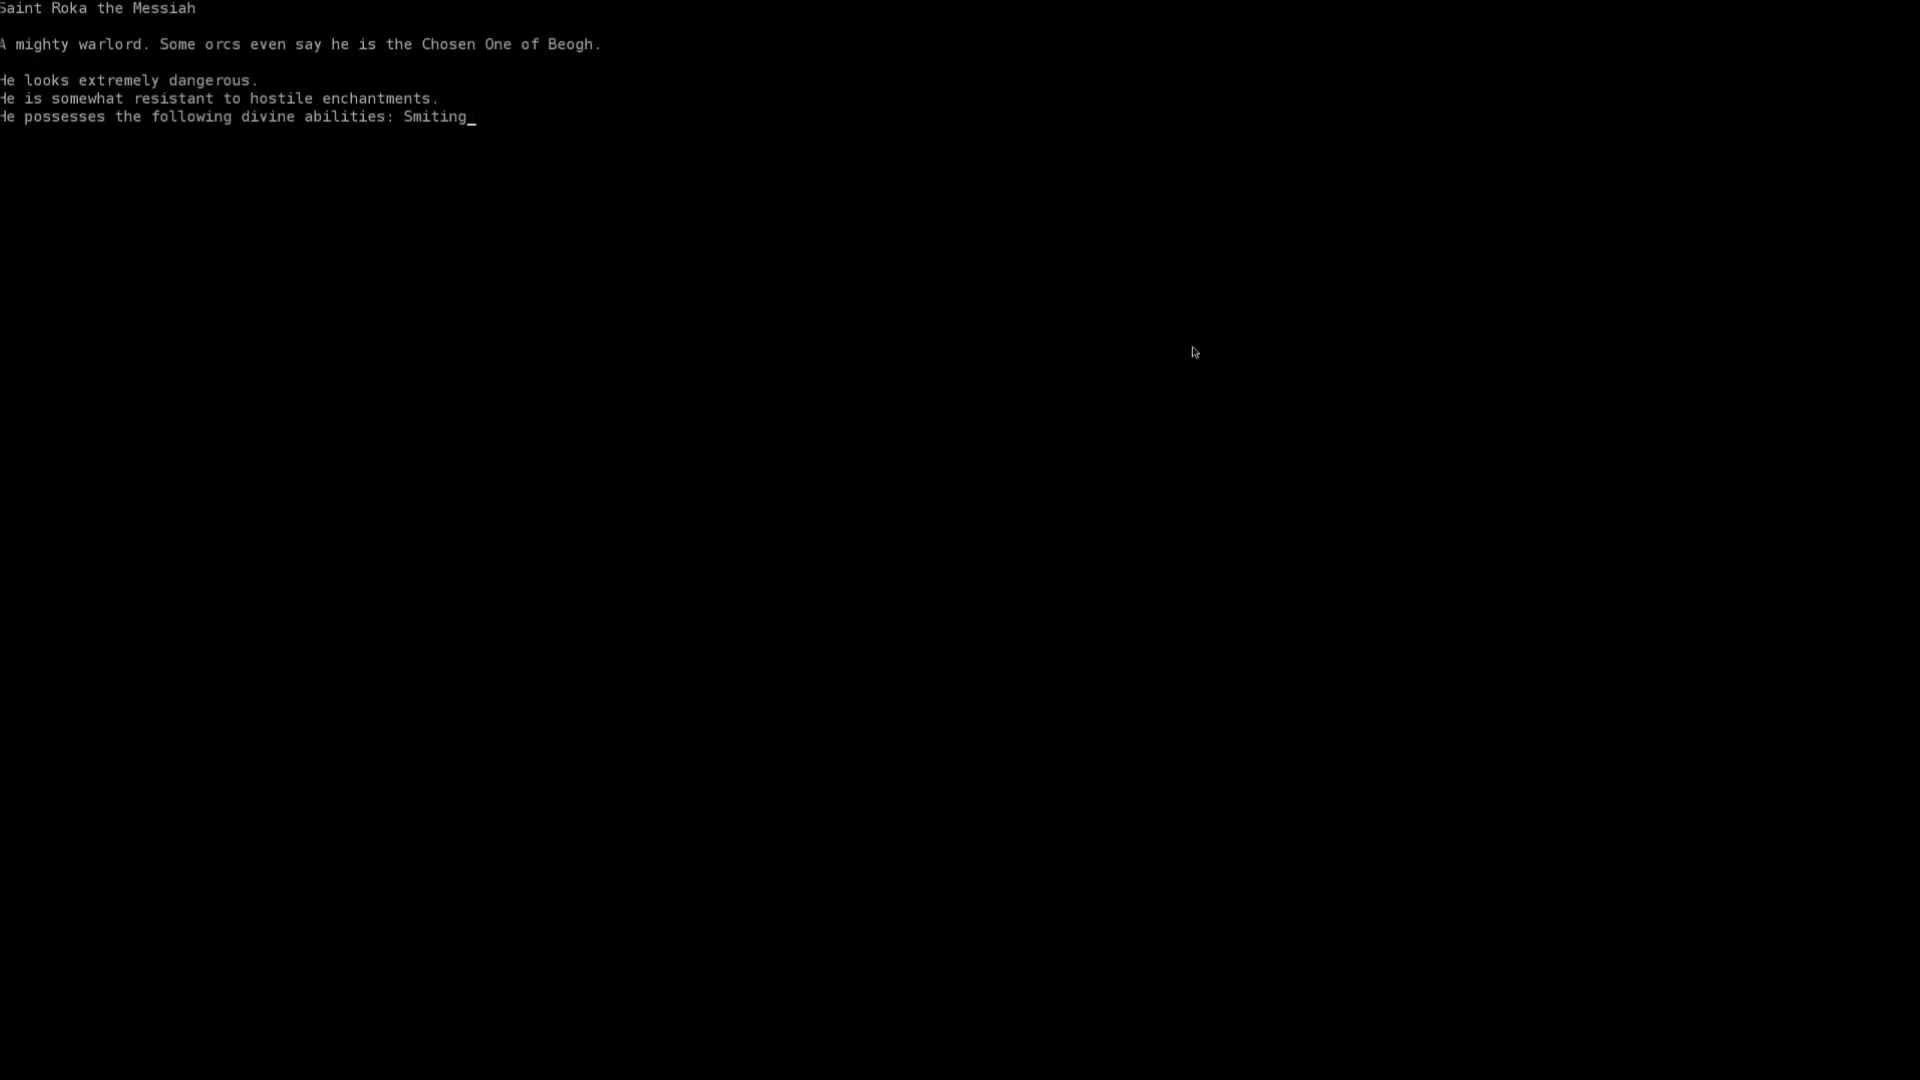 Saint Roka the Messiah
A mighty warlord. Some orcs even say he is the Chosen One of Beogh.
He looks extremely dangerous.
He is somewhat resistant to hostile enchantments.
He possesses the following divine abilities: Smiting_